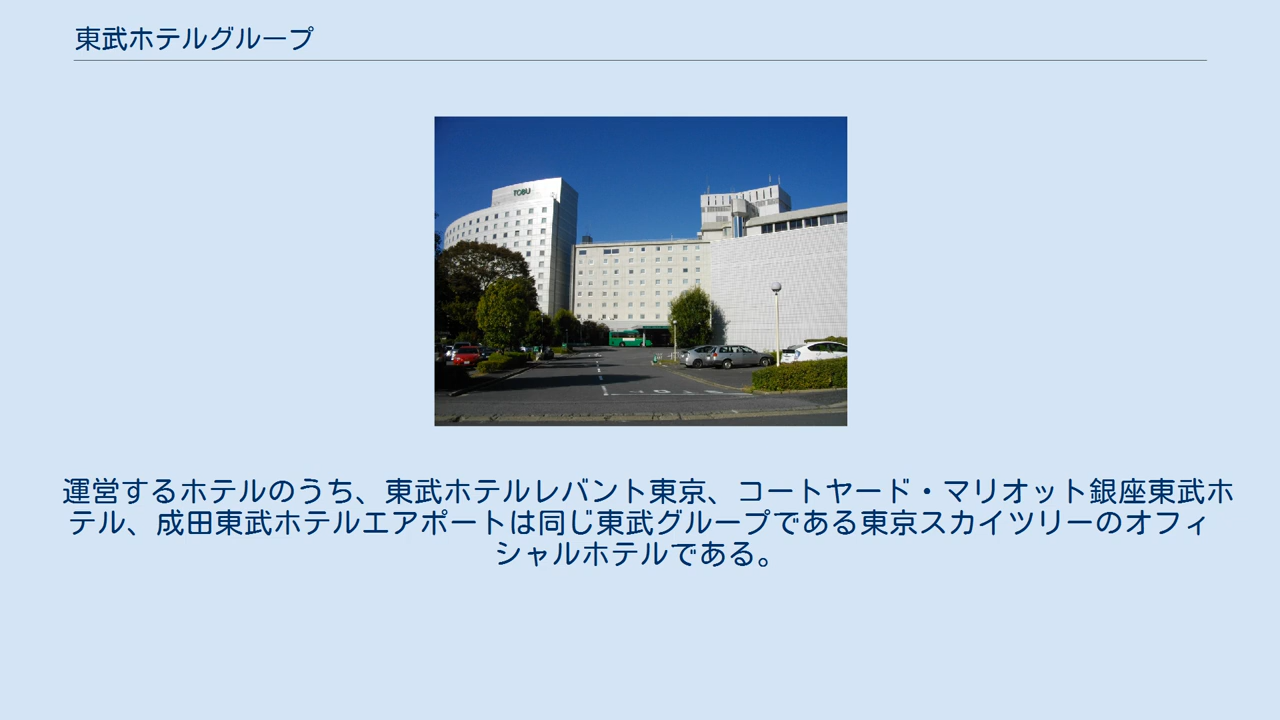 東武ホテルグループ
TOBU
運営するホテルのうち、東武ホテルレバント東京、コートヤード・マリオット銀座東武ホ
テル、成田東武ホテルエアポートは同じ東武グループである東京スカイツリーのオフィ
シャルホテルである。